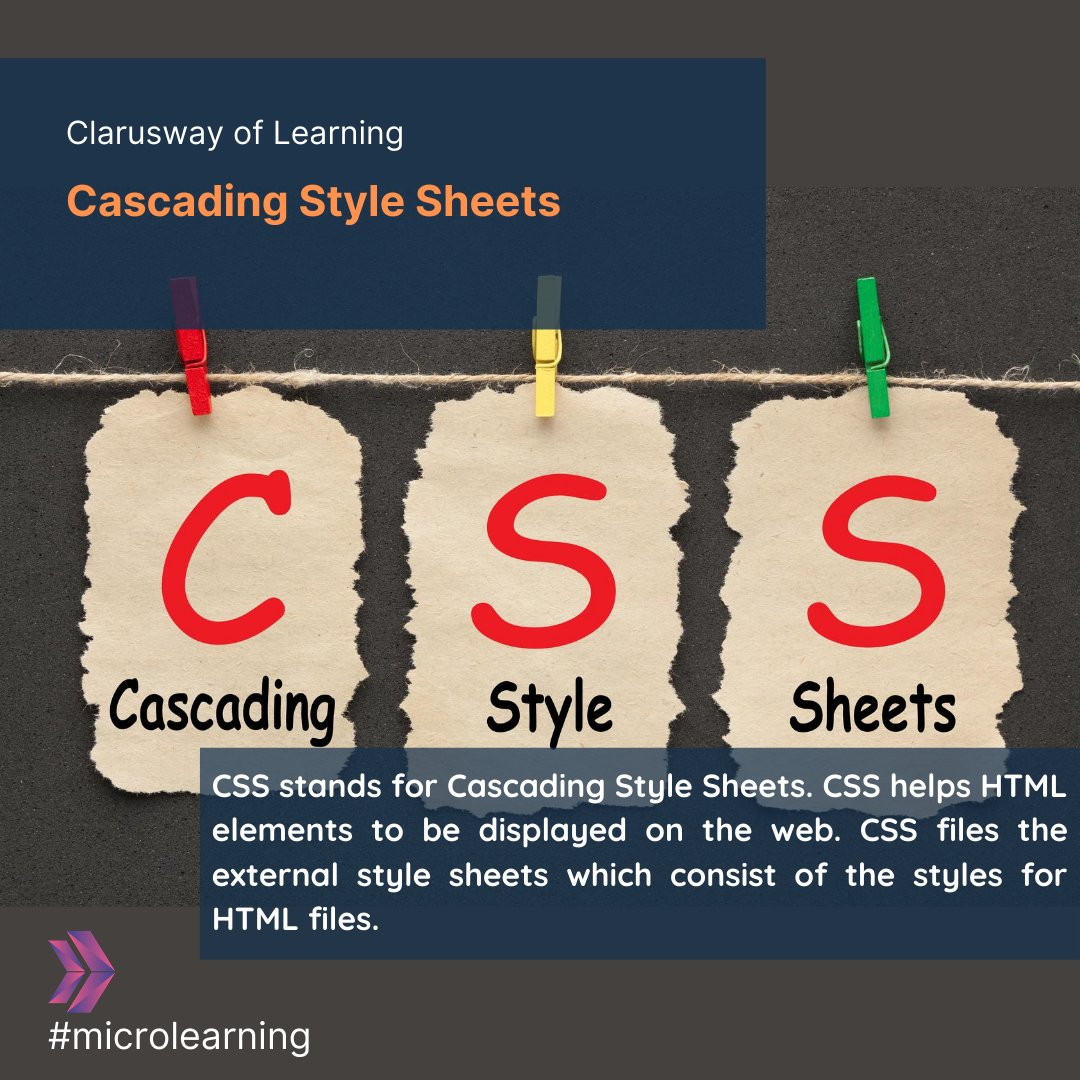 Clarusway of Learning
Cascading Style Sheets
C S S
Cascading Style Sheets
CSS stands for Cascading Style Sheets. CSS helps HTML
elements to be displayed on the web. CSS files the
external style sheets which consist of the styles for
HTML files.
#microlearning